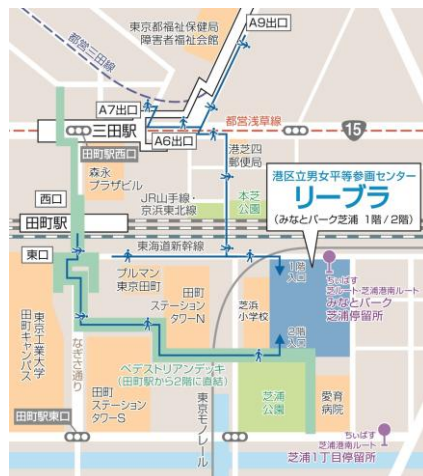 A9出口
東京都福祉保健局
障害者福祉会館
都営三田線
A7出口
都営浅草線
15
三田駅
A6出口
田町駅西口
港芝四
郵便局
森永
プラザビル
港区立男女平等参画センター
リーブラ
(みなとパーク芝浦 1階/2階)
西口
JR山手線・
京浜東北線
本芝
公園
田町駅
東海道新幹線
東口
1階
入口
ちぃばす
芝ルート・芝浦港南ルート
みなとパーク
芝浦停留所
プルマン
東京田町
田町
ステーション
タワーN
芝浜
小学校
2階
入口
東京工業大学
田町キャンパス
なぎさ通り
ペデストリアンデッキ
(田町駅から2階に直結)
田町
ステーション
タワーS
東京モノレール
芝浦
公園
愛育
病院
田町駅東口
ちぃばす
芝浦港南ルート
芝浦1丁目停留所